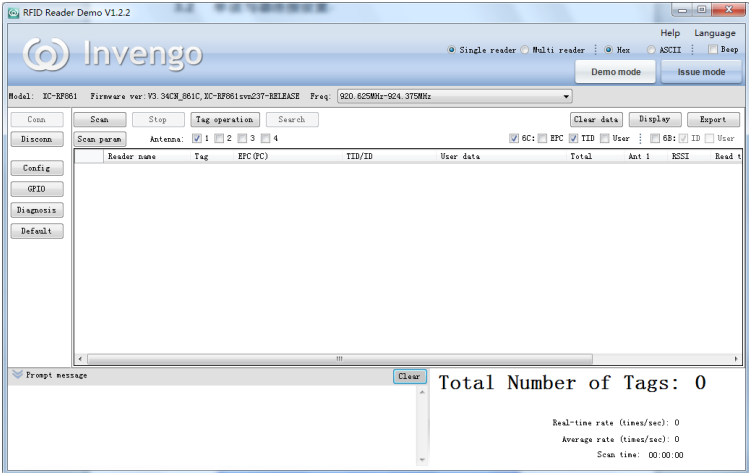 RFID Reader Demo V1.2.2
Help Language
Invengo
Single reader Multi reader Hex ASCII Beep
Demo mode Issue mode
Model: XC-RF861 Firmware ver:V3.34CN_861C,XC-RF861svn237-RELEASE Freq: 920.625MHz-924.375MHz
Conn Scan Stop Tag operation Search Clear data Display Export
Disconn Scan param Antenna: 1 2 3 4 6C: EPC TID User 6B: ID User
Reader name Tag EPC(PC) TID/ID User data Total Ant 1 RSSI Read t
Config
GPIO
Diagnosis
Default
Prompt message Clear
Total Number of Tags: 0
Real-time rate (times/sec): 0
Average rate (times/sec): 0
Scan time: 00:00:00